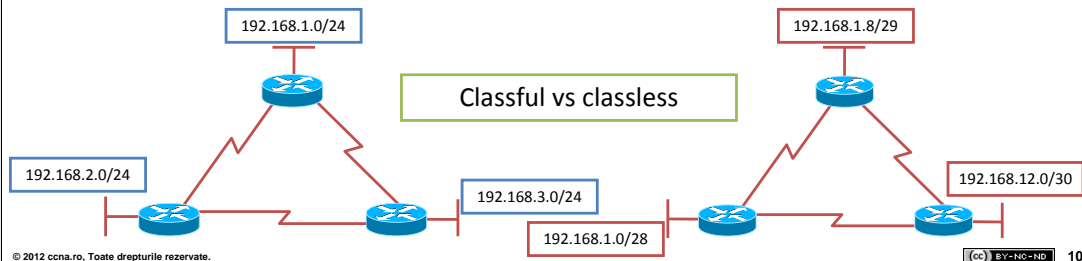 192.168.1.0/24
192.168.1.8/29
Classful vs classless
192.168.2.0/24
192.168.12.0/30
192.168.3.0/24
192.168.1.0/28
© 2012 ccna.ro, Toate drepturile rezervate.
(cc) BY-NC-ND
10